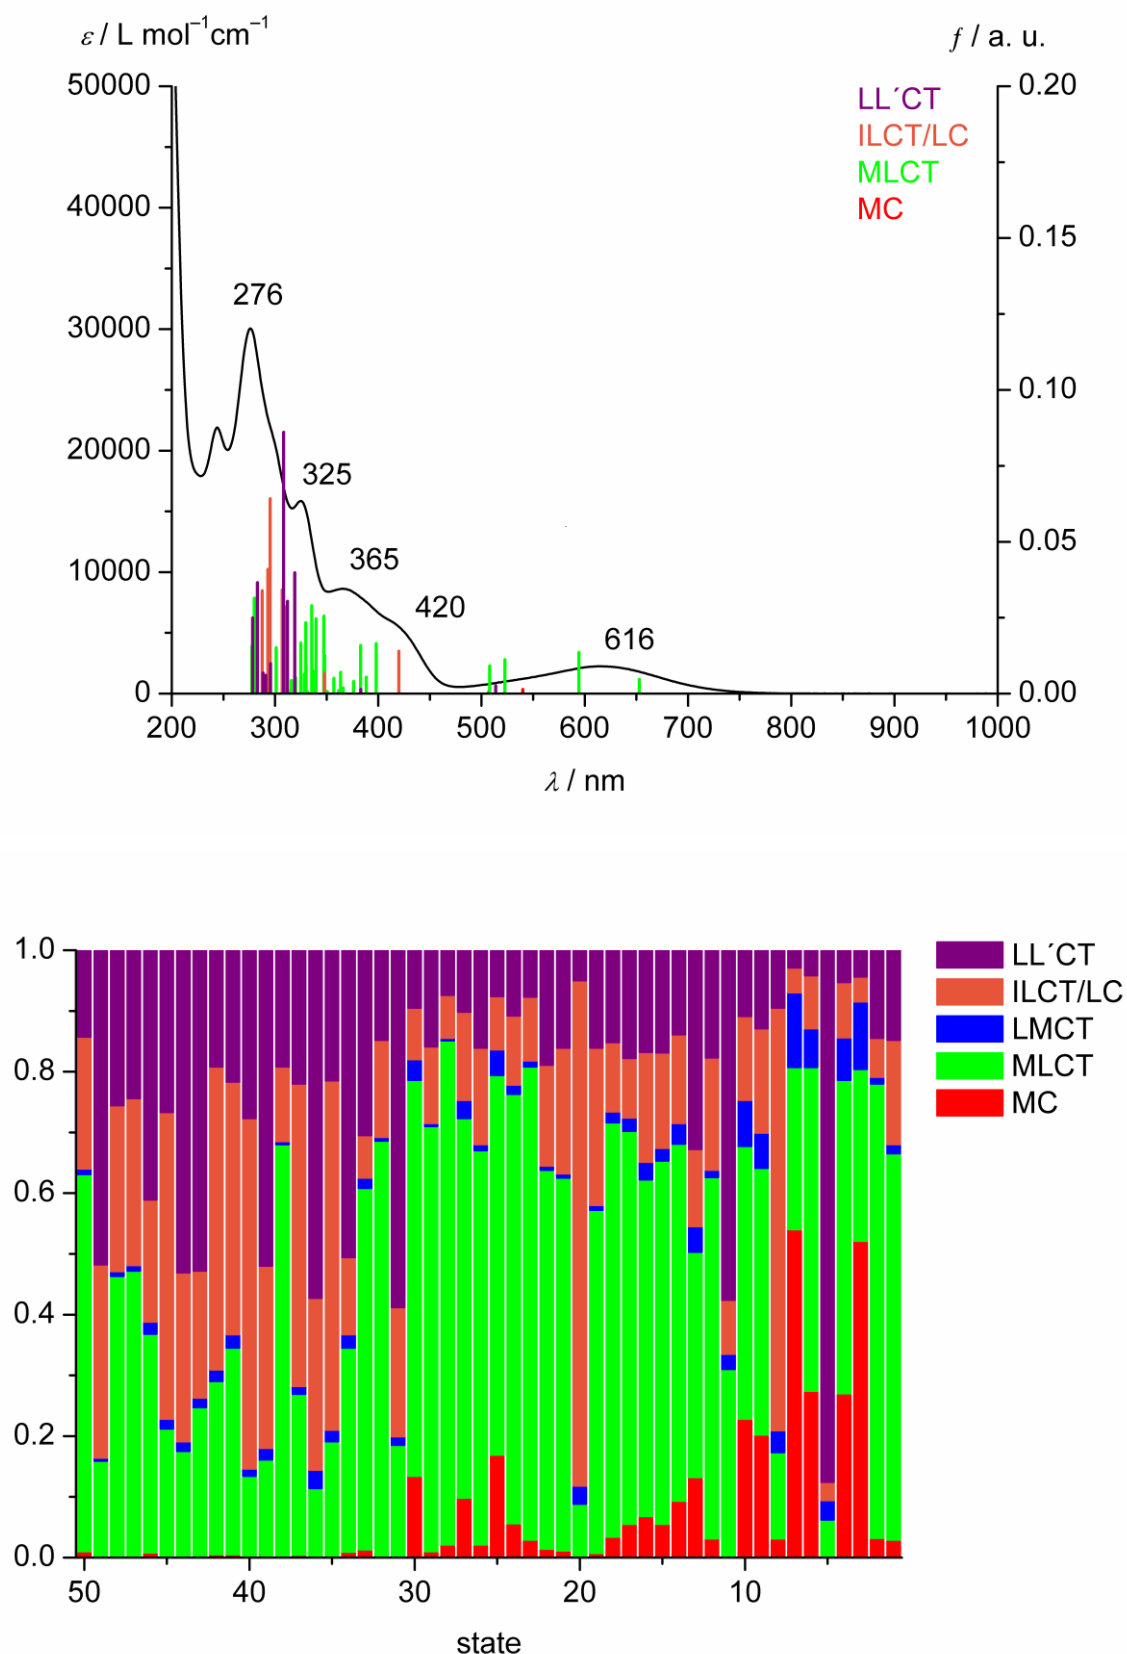 ε / L mol⁻¹cm⁻¹
f / a. u.
50000
40000
30000
20000
10000
0
0.20
0.15
0.10
0.05
0.00
LL´CT
ILCT/LC
MLCT
MC
276
325
365
420
616
200 300 400 500 600 700 800 900 1000
λ / nm
1.0
0.8
0.6
0.4
0.2
0.0
LL´CT
ILCT/LC
LMCT
MLCT
MC
50 40 30 20 10
state